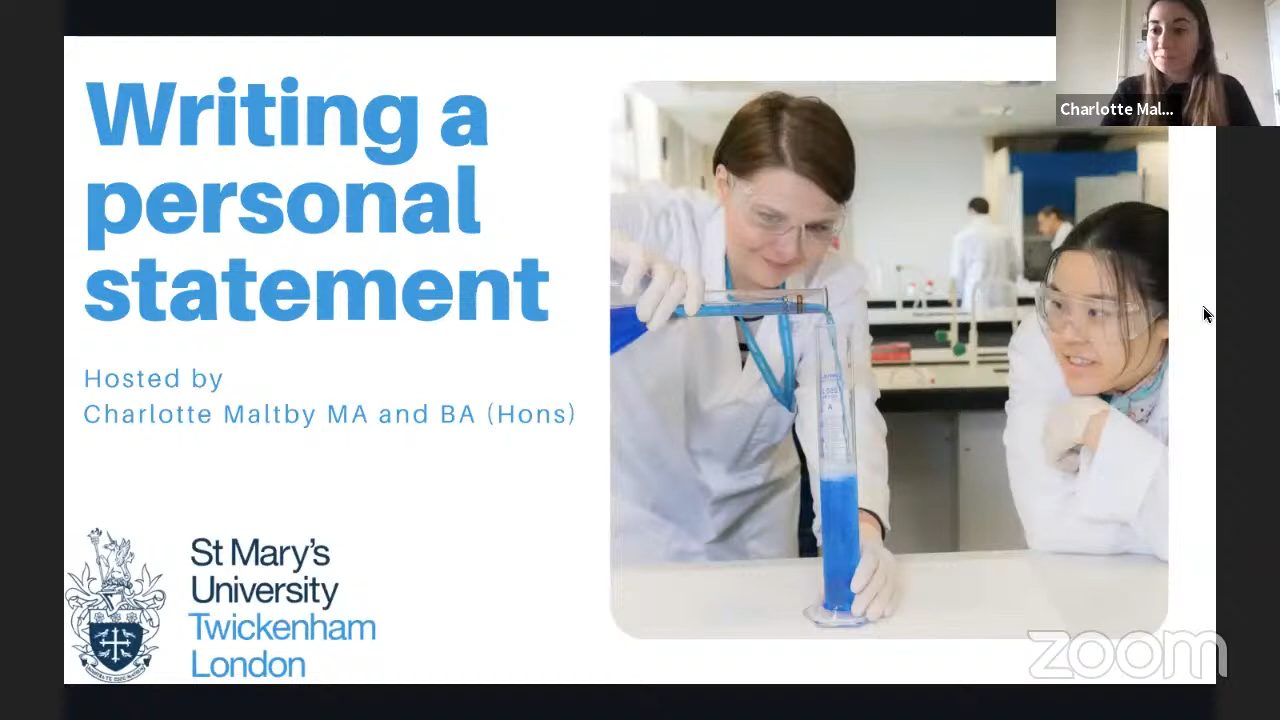 Writing a
personal
statement
Hosted by
Charlotte Maltby MA and BA (Hons)
St Mary's
University
Twickenham
London
Charlotte Mal...
zoom